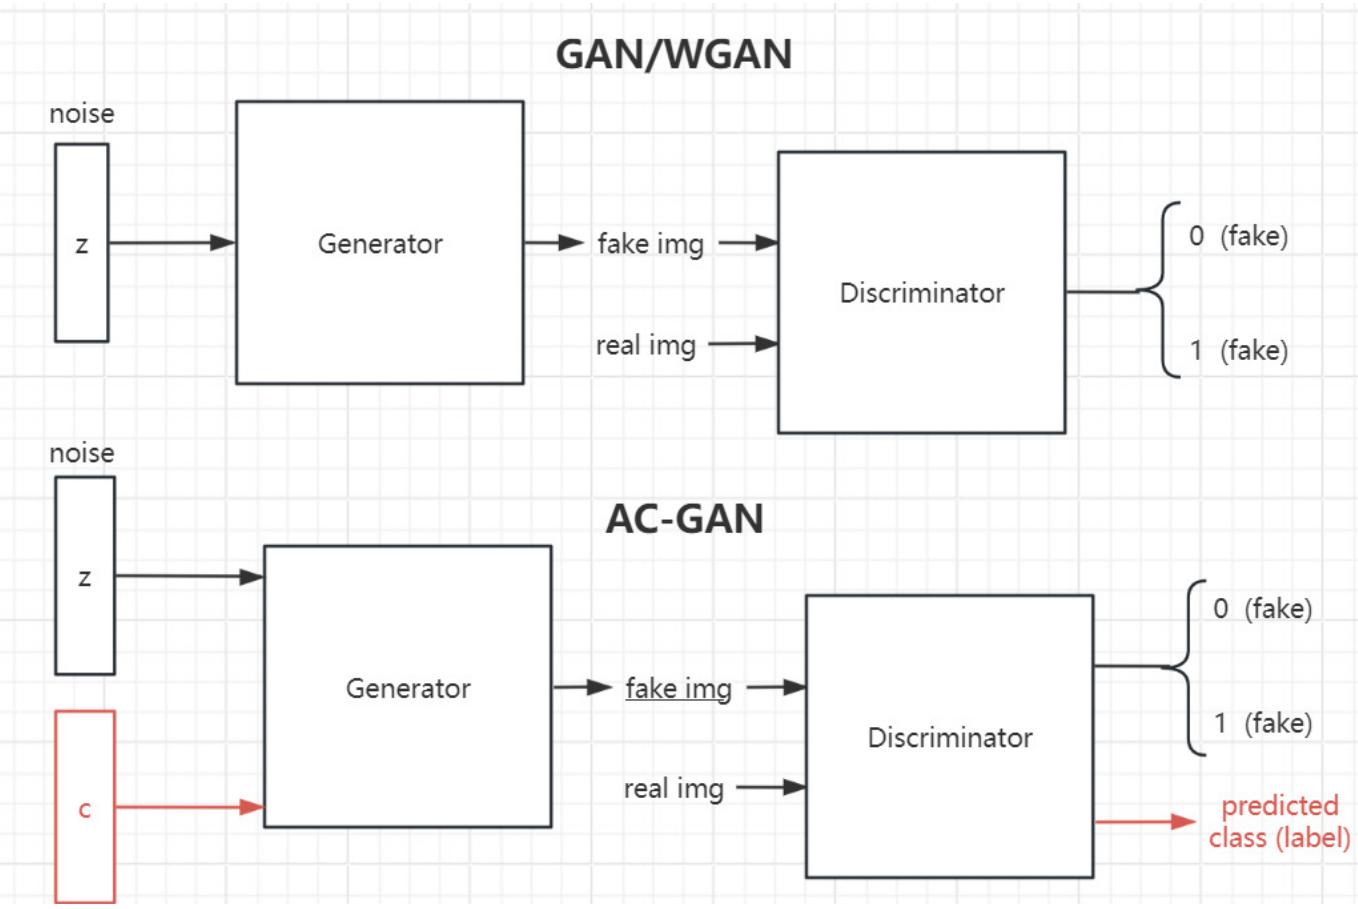 GAN/WGAN
noise
z
Generator
fake img
real img
Discriminator
0 (fake)
1 (fake)
noise
AC-GAN
z
c
Generator
fake img
real img
Discriminator
0 (fake)
1 (fake)
predicted
class (label)